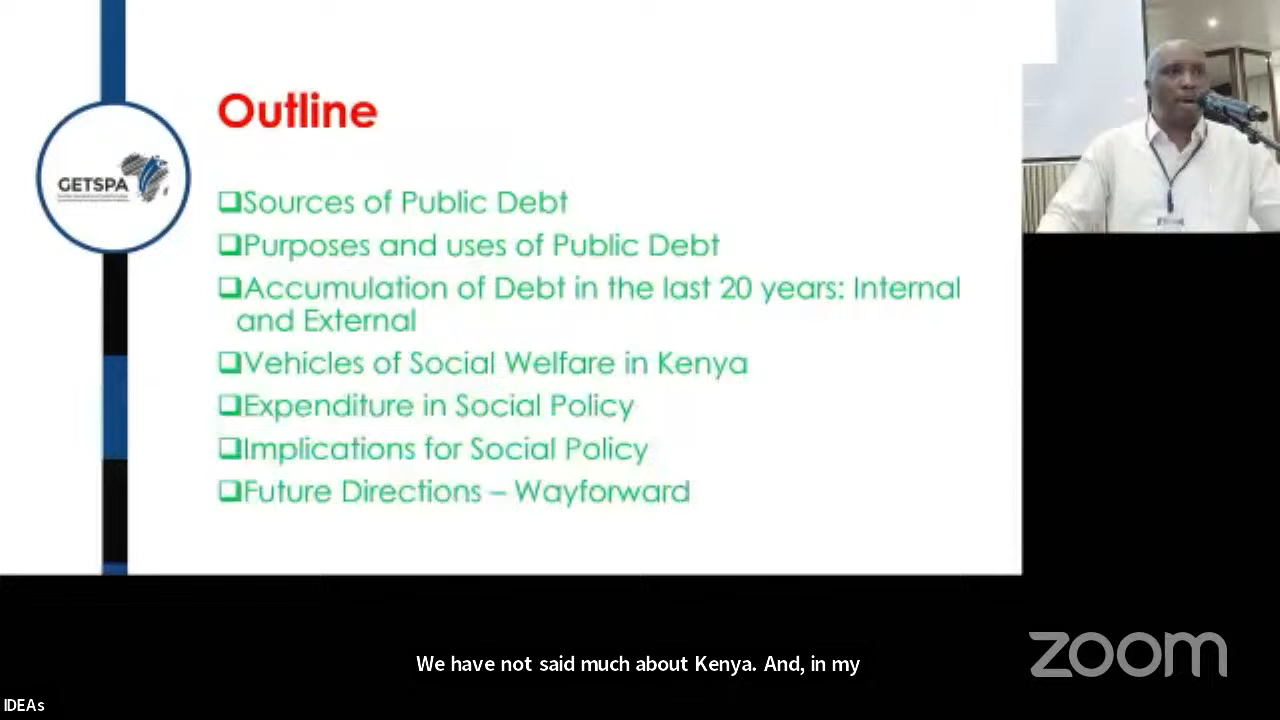 Outline
GETSPA
❑Sources of Public Debt
❑Purposes and uses of Public Debt
❑Accumulation of Debt in the last 20 years: Internal
and External
❑Vehicles of Social Welfare in Kenya
❑Expenditure in Social Policy
❑Implications for Social Policy
❑Future Directions – Wayforward
We have not said much about Kenya. And, in my
zoom
IDEAs